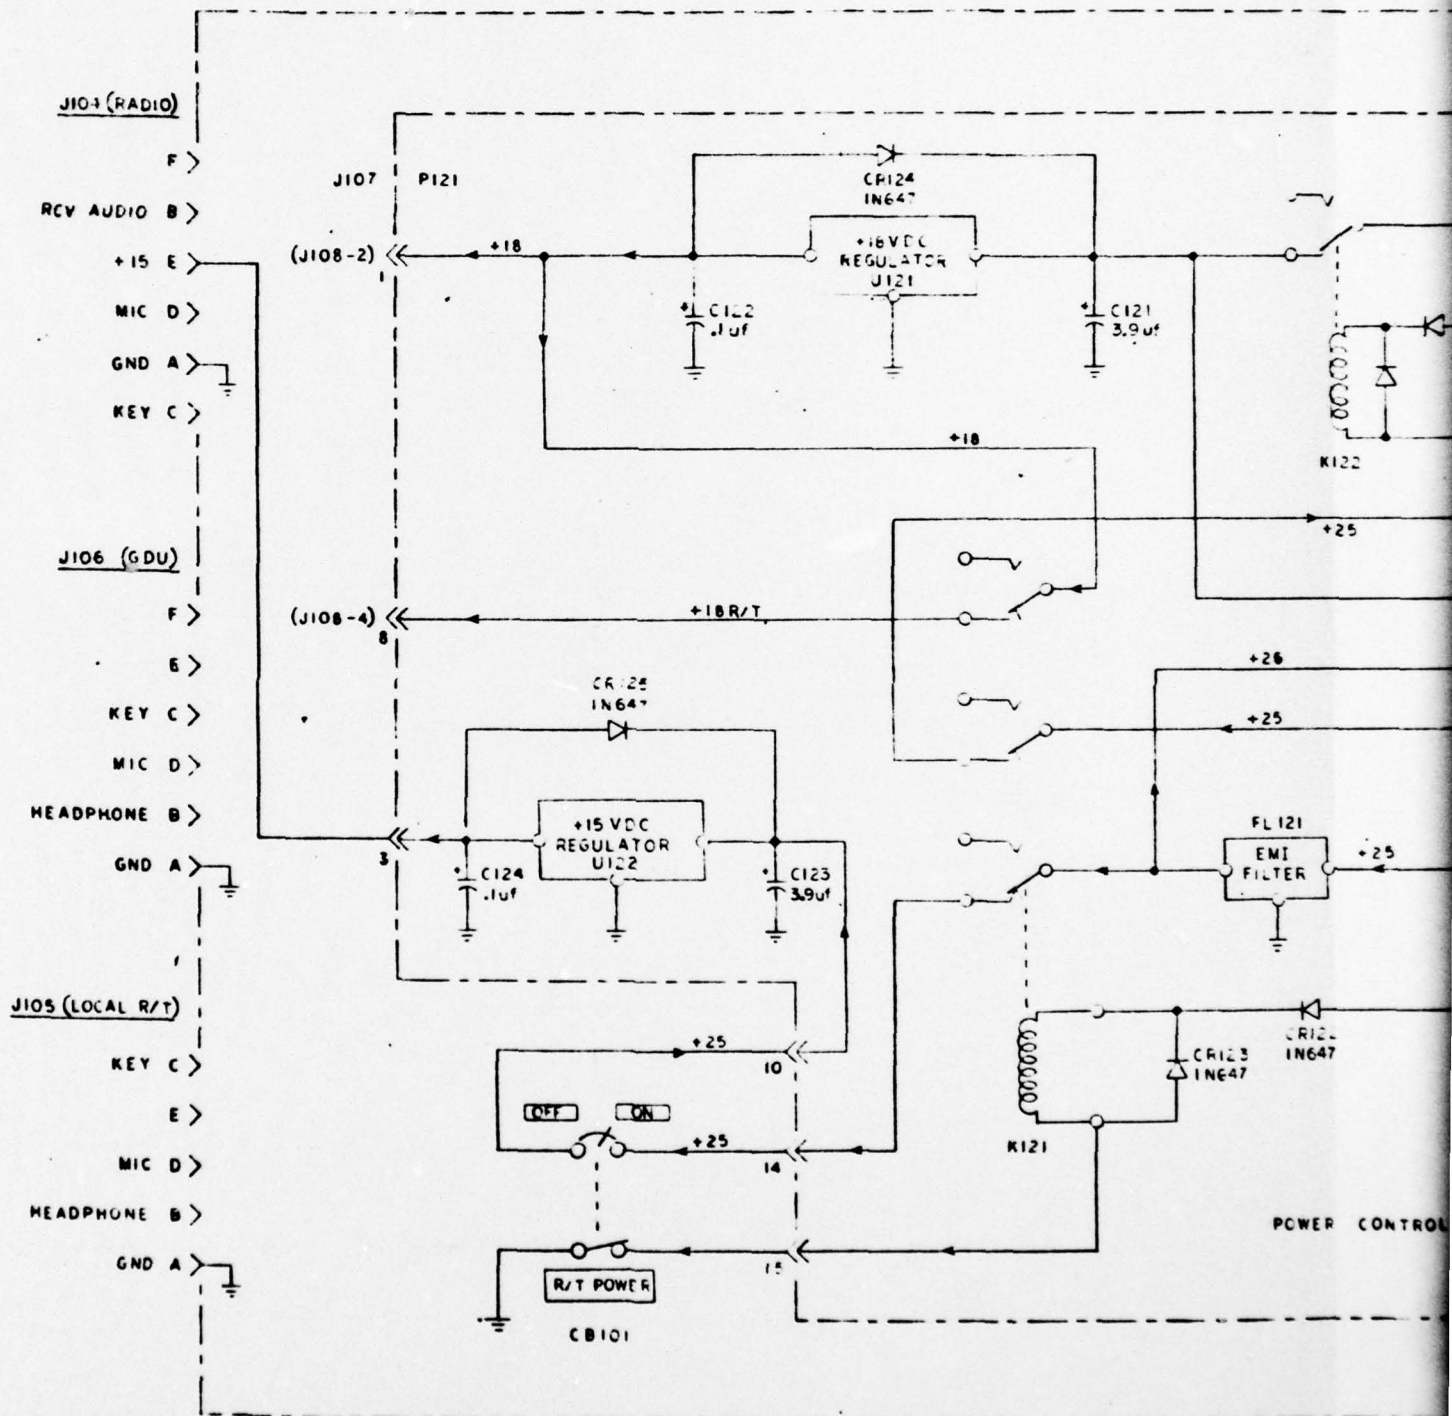 J104 (RADIO)
F
RCV AUDIO B
+15 E
MIC D
GND A
KEY C
J106 (GDU)
F
E
KEY C
MIC D
HEADPHONE B
GND A
J105 (LOCAL R/T)
KEY C
E
MIC D
HEADPHONE B
GND A
J107 P121
(J108-2)
1
+18
CR124
1N647
+18 VDC
REGULATOR
U121
+ C122
.1uf
+ C121
3.9uf
K122
+18
+25
(J108-4)
8
+18R/T
+26
+25
CR125
1N647
+15 VDC
REGULATOR
U122
3
+ C124
.1uf
+ C123
3.9uf
FL121
EMI
FILTER
+25
+25
10
OFF ON
+25
14
15
R/T POWER
CB101
K121
CR123
1N647
1N647
POWER CONTROL